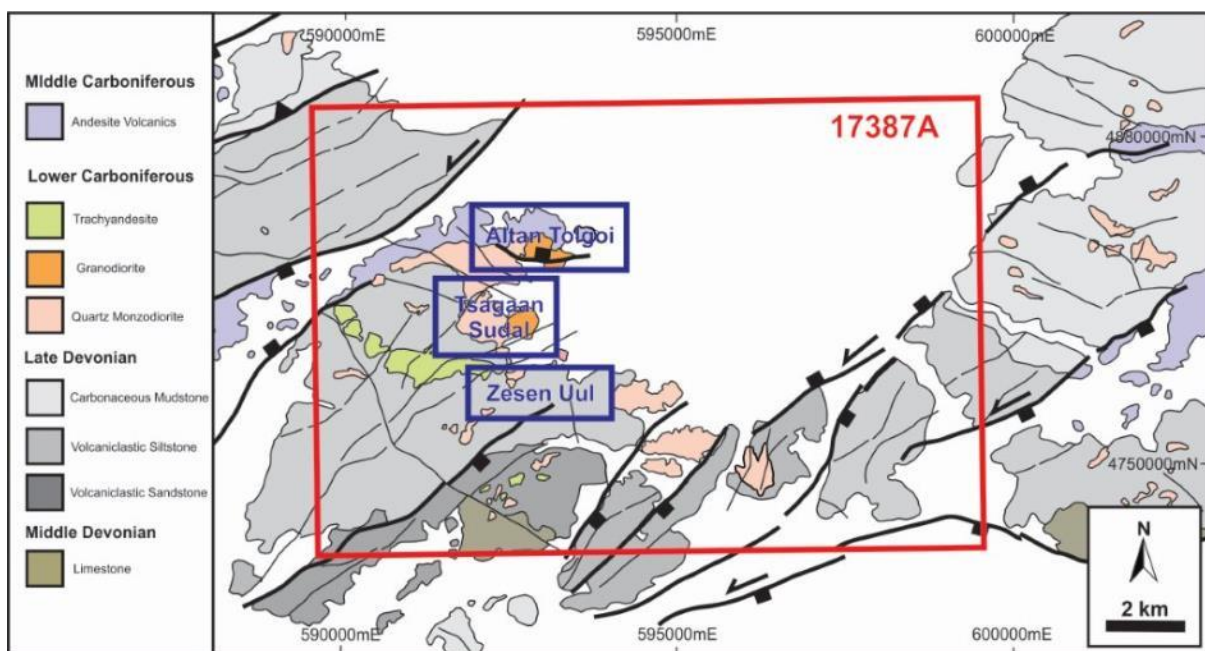 590000mE
595000mE
600000mE
MIddle Carboniferous
Andesite Volcanics
Lower Carboniferous
Trachyandesite
Granodiorite
Quartz Monzodiorite
Late Devonian
Carbonaceous Mudstone
Volcaniclastic Siltstone
Volcaniclastic Sandstone
Middle Devonian
Limestone
17387A
4880000mN
Altan Tolgoi
Tsagaan
Sudal
Zesen Uul
4750000mN
N
2 km
590000mE
595000mE
600000mE